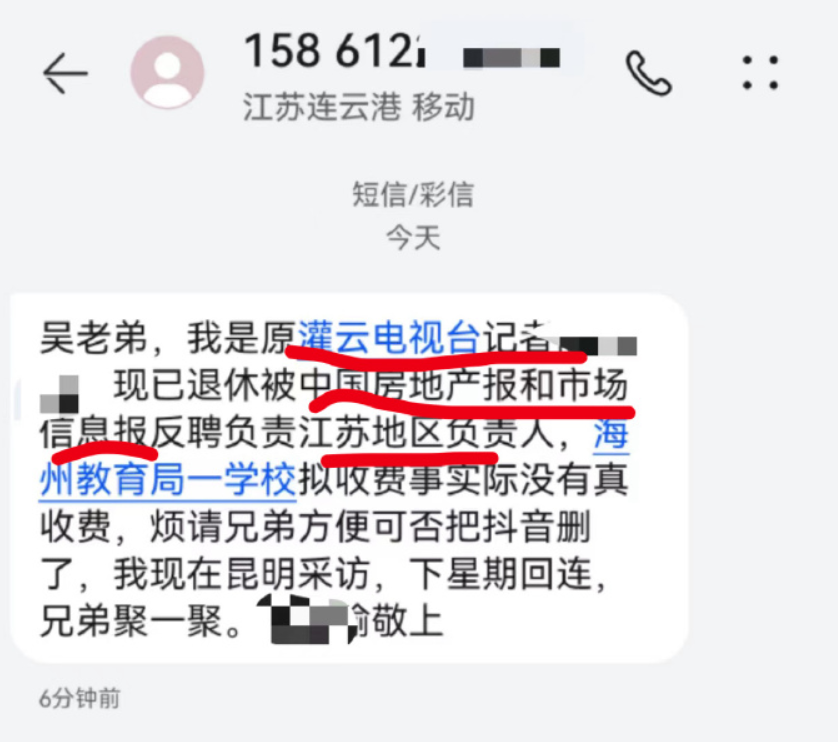 158 612
江苏连云港 移动
短信/彩信
今天
吴老弟，我是原灌云电视台记者
现已退休被中国房地产报和市场
信息报反聘负责江苏地区负责人，海
州教育局一学校拟收费事实际没有真
收费，烦请兄弟方便可否把抖音删
了，我现在昆明采访，下星期回连，
兄弟聚一聚。敬上
6分钟前